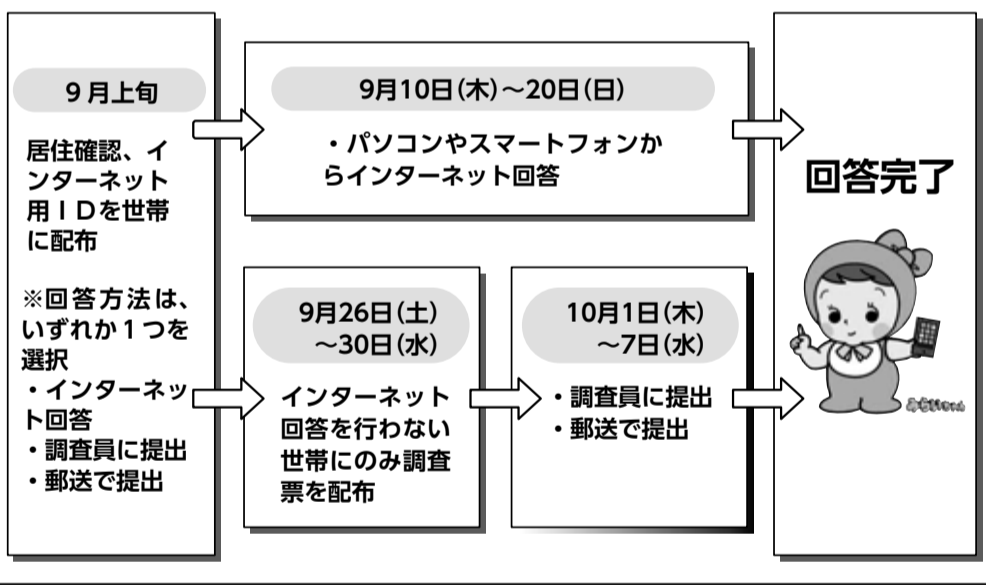 9月上旬
居住確認、イ
ンターネット
用IDを世帯
に配布
※回答方法は、
いずれか1つを
選択
・インターネッ
ト回答
・調査員に提出
・郵送で提出
9月10日(木)〜20日(日)
・パソコンやスマートフォンか
らインターネット回答
9月26日(土)
〜30日(水)
インターネット
回答を行わない
世帯にのみ調査
票を配布
10月1日(木)
〜7日(水)
・調査員に提出
・郵送で提出
回答完了
みらいちゃん